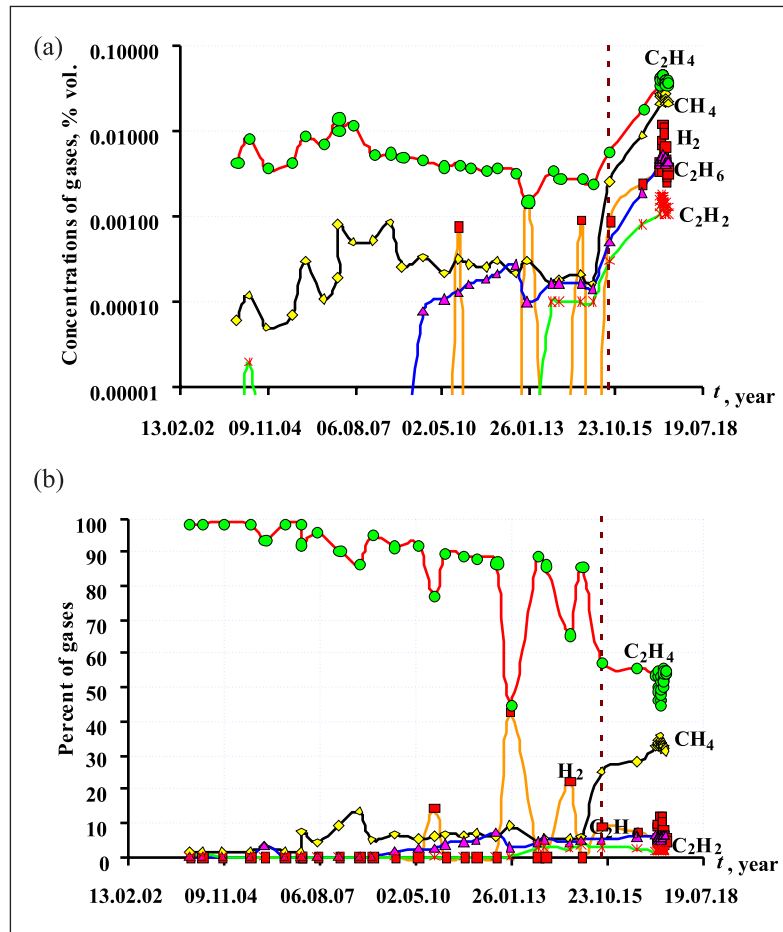 (a)
Concentrations of gases, % vol.
0.10000
0.01000
0.00100
0.00010
0.00001
C₂H₄
CH₄
H₂
C₂H₆
C₂H₂
t, year
13.02.02 09.11.04 06.08.07 02.05.10 26.01.13 23.10.15 19.07.18
(b)
Percent of gases
100
90
80
70
60
50
40
30
20
10
0
C₂H₄
CH₄
H₂
C₂H
C₂H₂
t, year
13.02.02 09.11.04 06.08.07 02.05.10 26.01.13 23.10.15 19.07.18